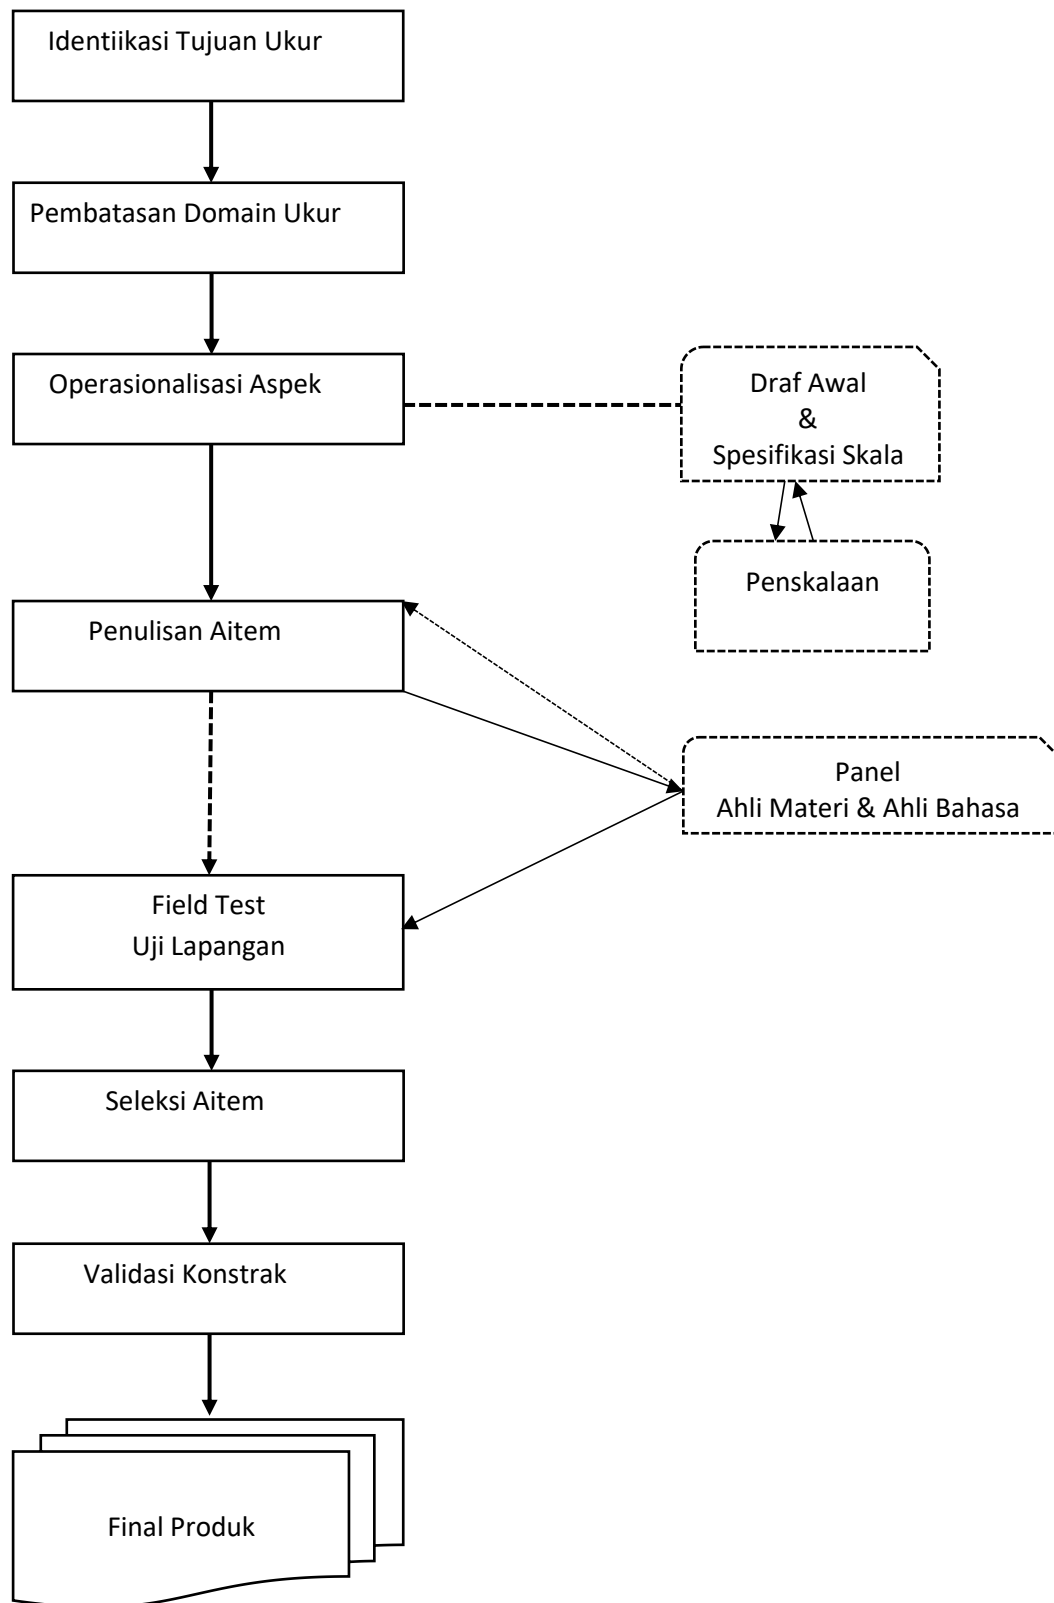 Identiikasi Tujuan Ukur
Pembatasan Domain Ukur
Operasionalisasi Aspek
Draf Awal
&
Spesifikasi Skala
Penskalaan
Penulisan Aitem
Panel
Ahli Materi & Ahli Bahasa
Field Test
Uji Lapangan
Seleksi Aitem
Validasi Konstrak
Final Produk